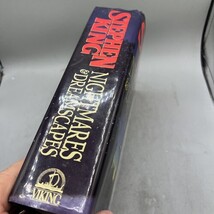 STEPHEN
KING
NIGHTMARES
& DREAMSCAPES
VIKING